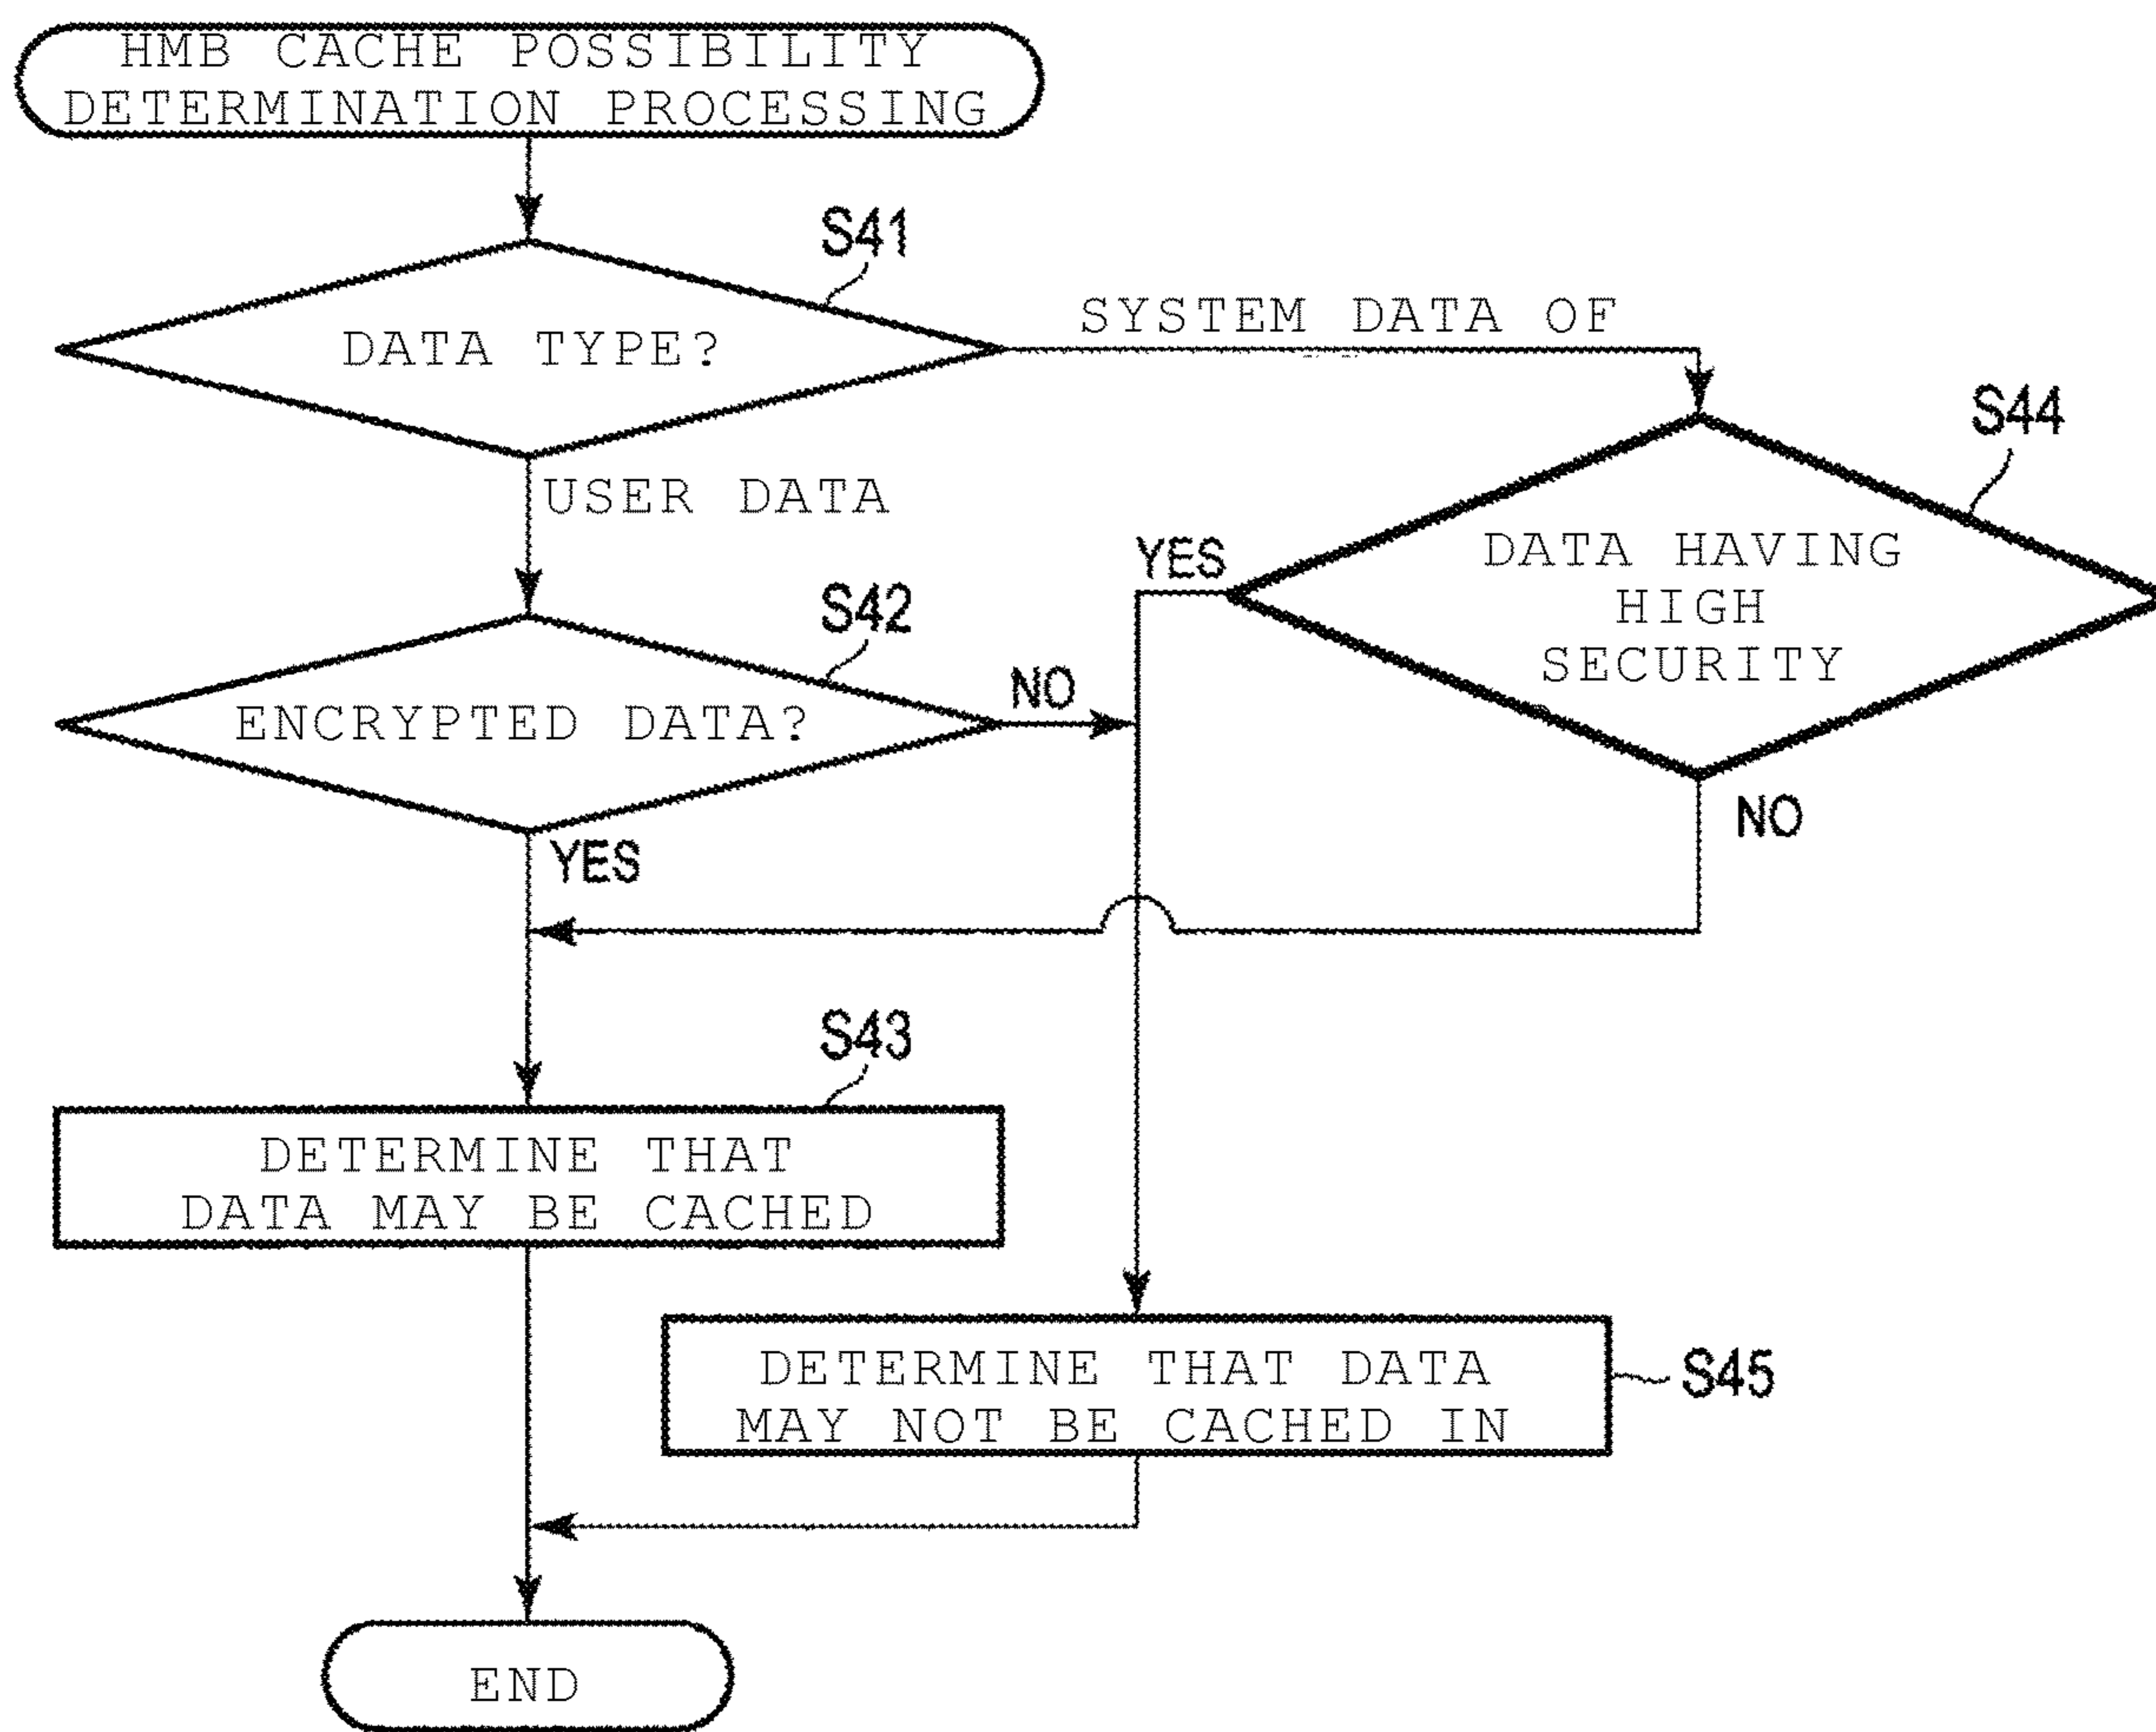 HMB CACHE POSSIBILITY
DETERMINATION PROCESSING
S41
DATA TYPE?
SYSTEM DATA OF
USER DATA
S44
DATA HAVING
HIGH
SECURITY
YES
NO
S42
ENCRYPTED DATA?
NO
YES
S43
DETERMINE THAT
DATA MAY BE CACHED
DETERMINE THAT DATA
MAY NOT BE CACHED IN
S45
END